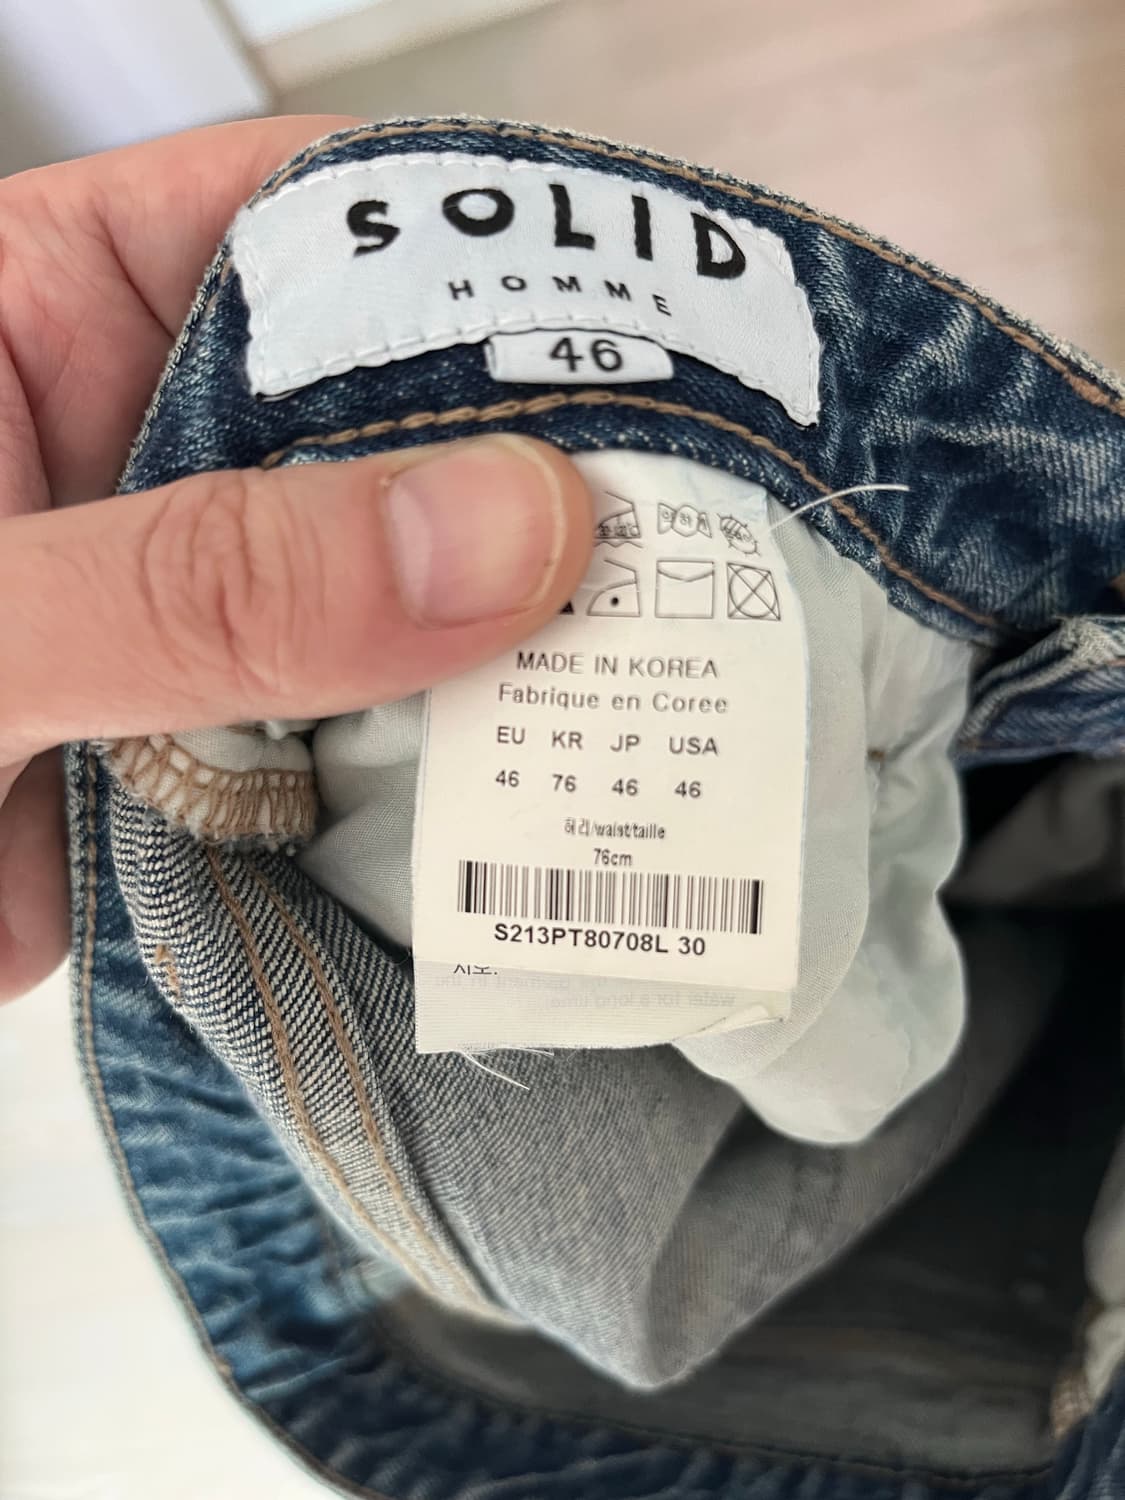 SOLID
HOMME
46
MADE IN KOREA
Fabrique en Coree
EU KR JP USA
46 76 46 46
허리/waist/taille
76cm
S213PT80708L 30
water for a long time.